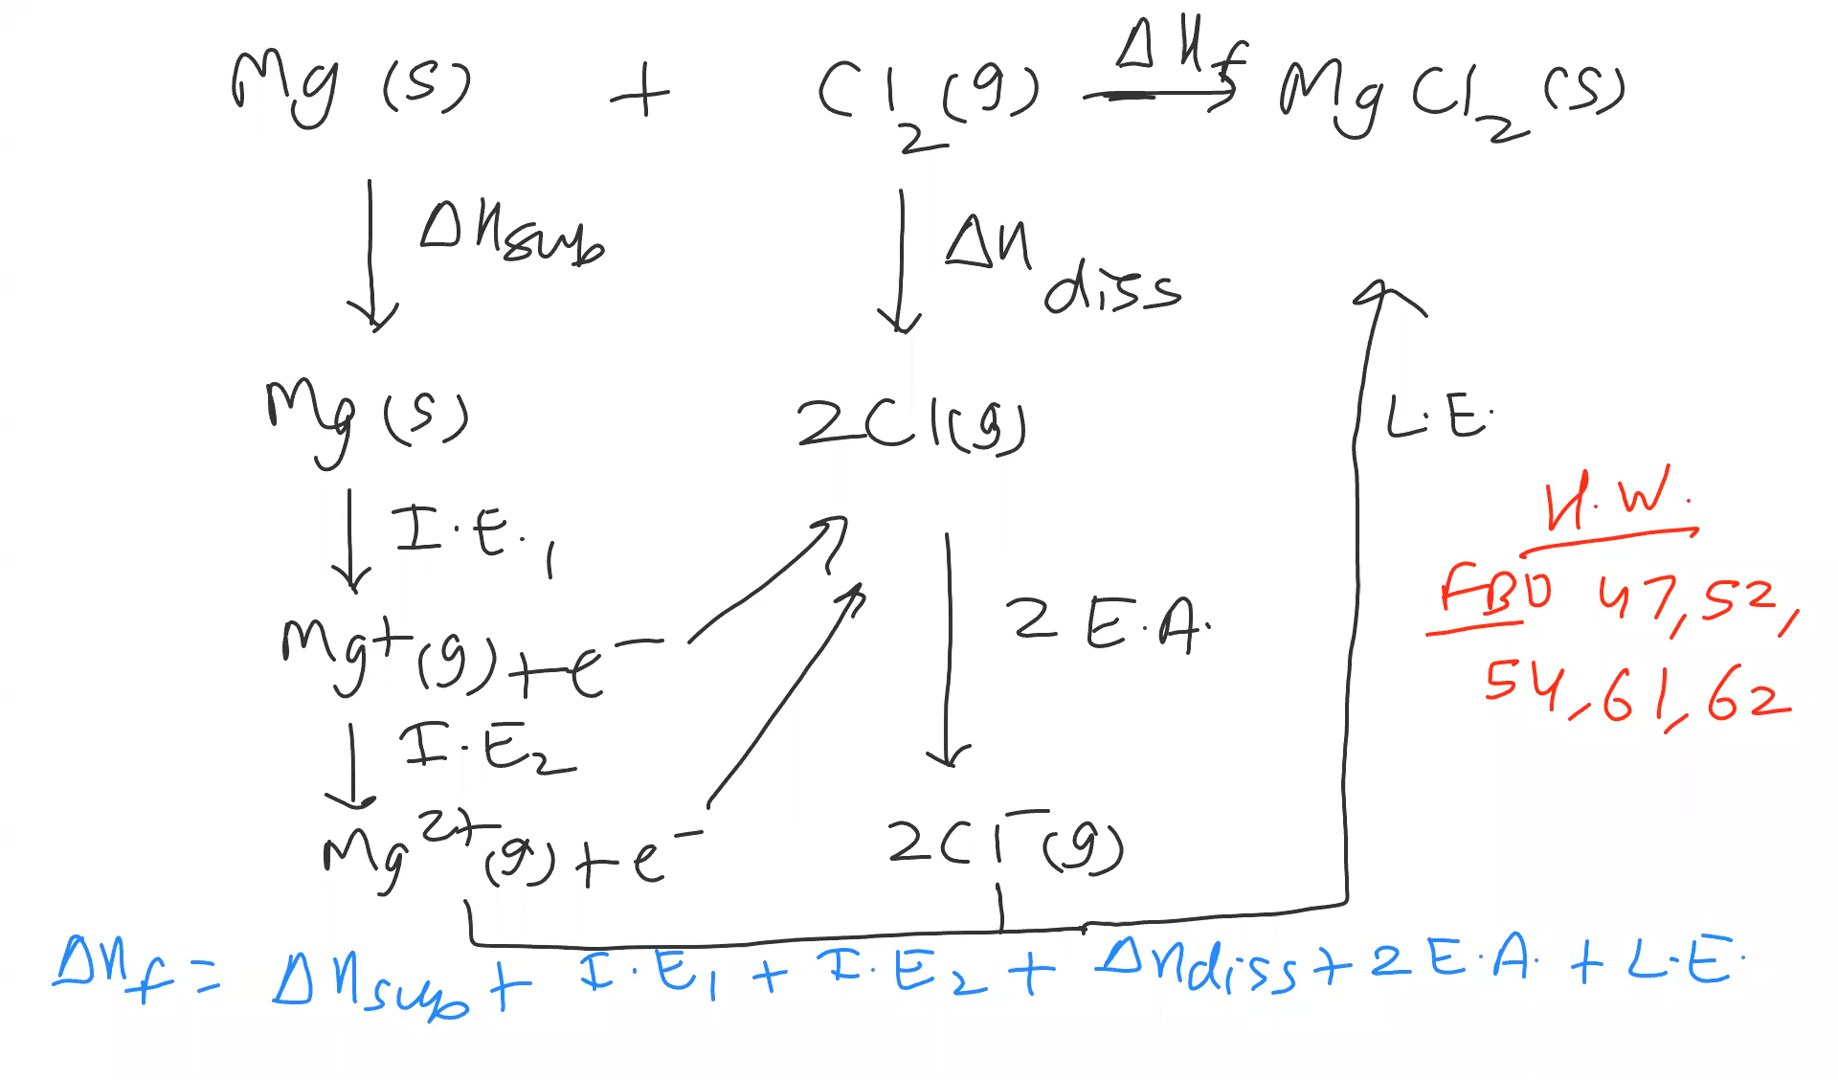 Mg (s) + Cl₂ (g) ΔHf MgCl₂ (s)
ΔHsub
ΔH diss
Mg (s)
2Cl(g)
L.E.
I.E.₁
H.W.
FBD 47, 52,
Mg⁺(g) + e⁻
2 E.A.
54, 61, 62
I.E₂
Mg²⁺(g) + e⁻
2Cl⁻(g)
ΔHf = ΔHsub + I.E₁ + I.E₂ + ΔHdiss + 2 E.A. + L.E.